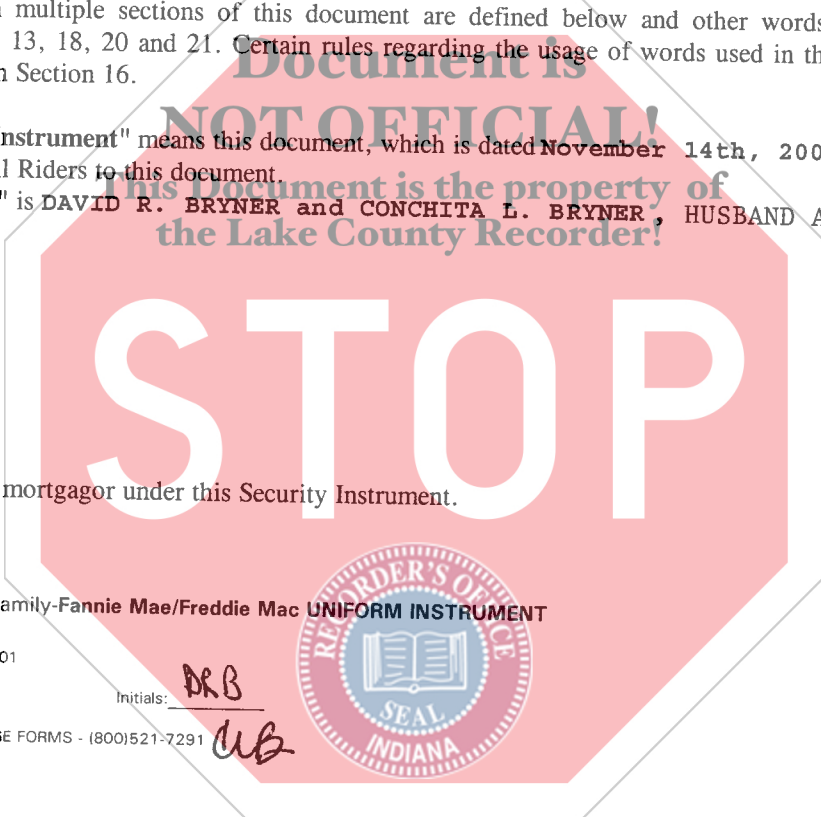 multiple sections of this document are defined below and other words
13, 18, 20 and 21. Certain rules regarding the usage of words used in th
n Section 16.
Document is
NOT OFFICIAL!
nstrument" means this document, which is dated November 14th, 200
l Riders to this document.
This Document is the property of
" is DAVID R. BRYNER and CONCHITA L. BRYNER, HUSBAND A
the Lake County Recorder!
STOP
mortgagor under this Security Instrument.
amily-Fannie Mae/Freddie Mac UNIFORM INSTRUMENT
RECORDER'S OFFICE
SEAL
INDIANA
01
Initials: DRB
E FORMS - (800)521-7291 CLB